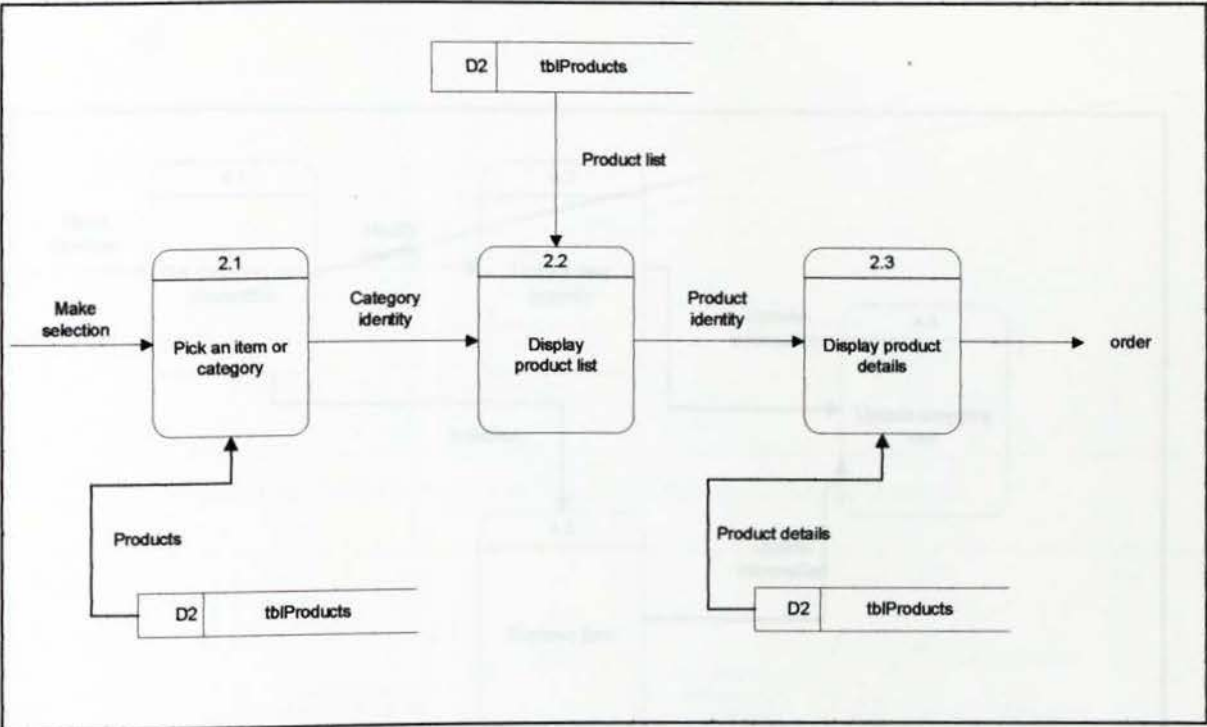 D2 tblProducts
Product list
2.1
2.2
2.3
Make
selection
Pick an item or
category
Category
identity
Display
product list
Product
identity
Display product
details
order
Products
D2 tblProducts
Product details
D2 tblProducts